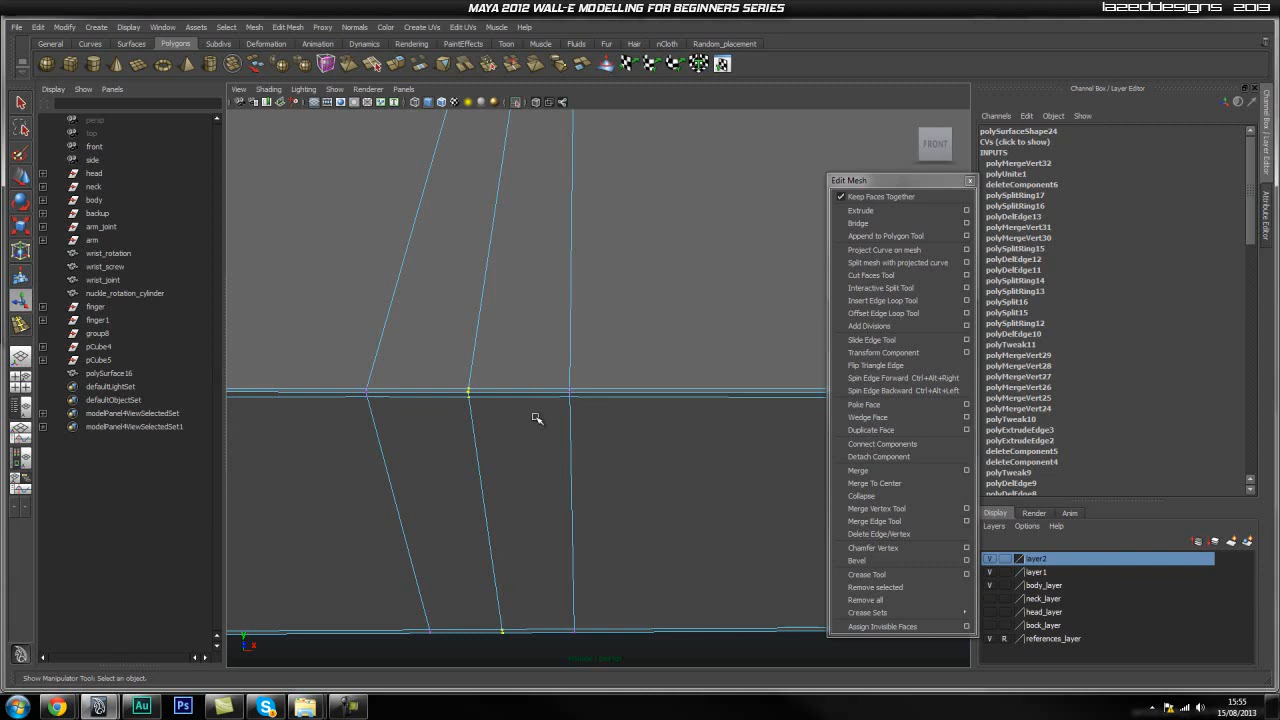 MAYA 2012 WALL-E MODELLING FOR BEGINNERS SERIES
LAZEDDESIGNS 2013
File Edit Modify Create Display Window Assets Select Mesh Edit Mesh Proxy Normals Color Create UVs Edit UVs Muscle Help
General Curves Surfaces Polygons Subdivs Deformation Animation Dynamics Rendering PaintEffects Toon Muscle Fluids Fur Hair nCloth Random_placement
Display Show Panels
View Shading Lighting Show Renderer Panels
Channel Box / Layer Editor
persp
top
front
side
head
neck
body
backup
arm_joint
arm
wrist_rotation
wrist_screw
wrist_joint
nuckle_rotation_cylinder
finger
finger1
group8
pCube4
pCube5
polySurface16
defaultLightSet
defaultObjectSet
modelPanel4ViewSelectedSet
modelPanel4ViewSelectedSet1
FRONT
y
x
Edit Mesh
Keep Faces Together
Extrude
Bridge
Append to Polygon Tool
Project Curve on mesh
Split mesh with projected curve
Cut Faces Tool
Interactive Split Tool
Insert Edge Loop Tool
Offset Edge Loop Tool
Add Divisions
Slide Edge Tool
Transform Component
Flip Triangle Edge
Spin Edge Forward Ctrl+Alt+Right
Spin Edge Backward Ctrl+Alt+Left
Poke Face
Wedge Face
Duplicate Face
Connect Components
Detach Component
Merge
Merge To Center
Collapse
Merge Vertex Tool
Merge Edge Tool
Delete Edge/Vertex
Chamfer Vertex
Bevel
Crease Tool
Remove selected
Remove all
Crease Sets
Assign Invisible Faces
Channels Edit Object Show
polySurfaceShape24
CVs (click to show)
INPUTS
polyMergeVert32
polyUnite1
deleteComponent6
polySplitRing17
polySplitRing16
polyDelEdge13
polyMergeVert31
polyMergeVert30
polySplitRing15
polyDelEdge12
polyDelEdge11
polySplitRing14
polySplitRing13
polySplit16
polySplit15
polySplitRing12
polyDelEdge10
polyTweak11
polyMergeVert29
polyMergeVert28
polyMergeVert27
polyMergeVert26
polyMergeVert25
polyMergeVert24
polyTweak10
polyExtrudeEdge3
polyExtrudeEdge2
deleteComponent5
deleteComponent4
polyTweak9
polyDelEdge9
polyDelEdge8
Display Render Anim
Layers Options Help
V layer2
V layer1
V body_layer
neck_layer
head_layer
bock_layer
V R references_layer
Channel Box / Layer Editor
Attribute Editor
Show Manipulator Tool: Select an object.
Au
Ps
15:55
15/08/2013